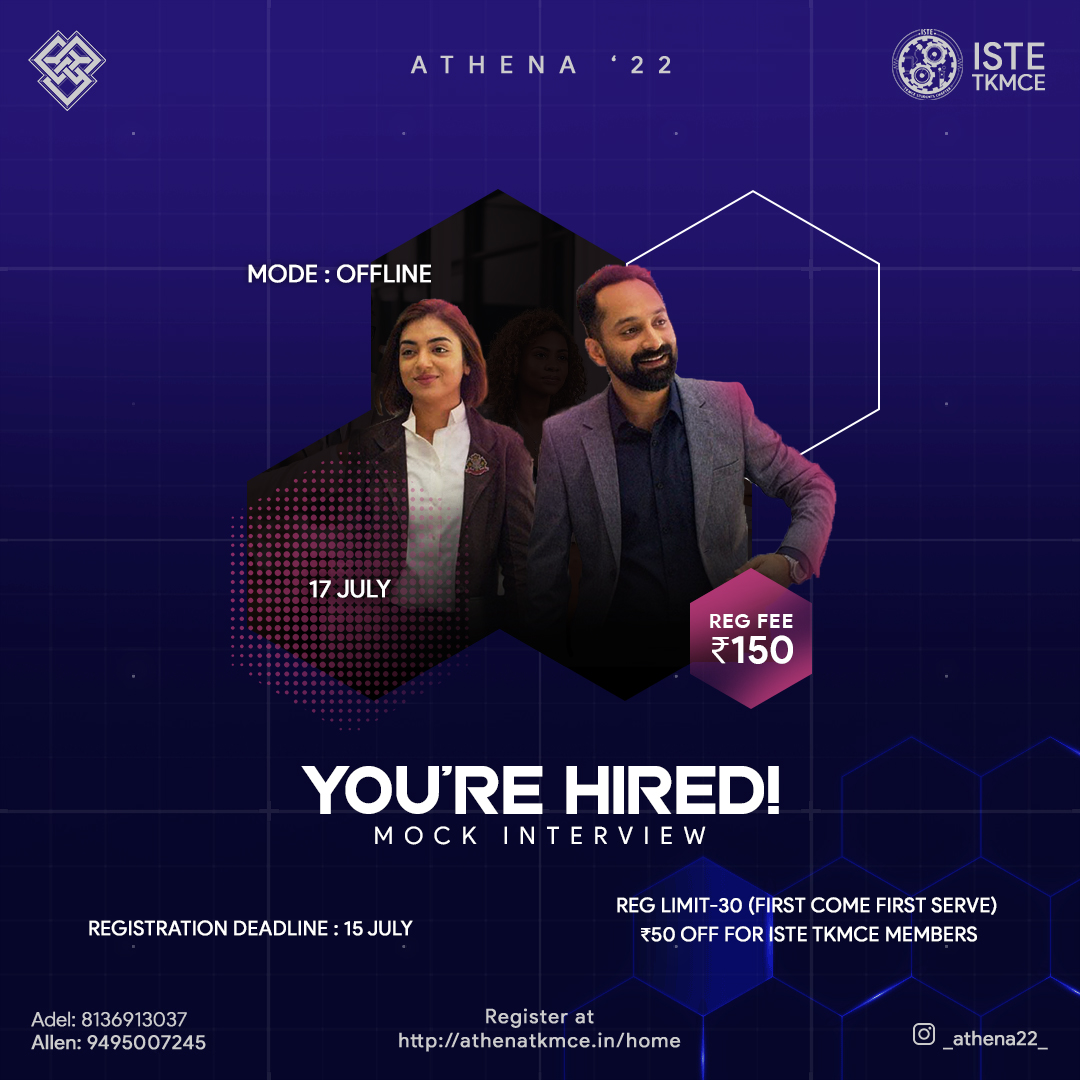 ATHENA ‘22
ISTE
ISTE
TKMCE
MODE : OFFLINE
17 JULY
REG FEE
₹150
YOU’RE HIRED!
MOCK INTERVIEW
REGISTRATION DEADLINE : 15 JULY
REG LIMIT-30 (FIRST COME FIRST SERVE)
₹50 OFF FOR ISTE TKMCE MEMBERS
Adel: 8136913037
Allen: 9495007245
Register at
http://athenatkmce.in/home
_athena22_